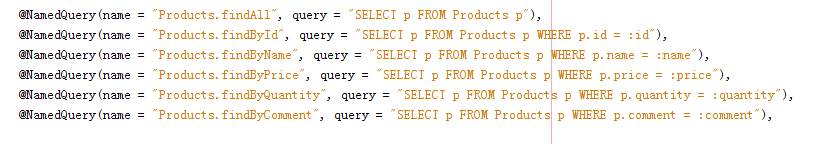 @NamedQuery(name = "Products.findAll", query = "SELECT p FROM Products p"),
@NamedQuery(name = "Products.findById", query = "SELECT p FROM Products p WHERE p.id = :id"),
@NamedQuery(name = "Products.findByName", query = "SELECT p FROM Products p WHERE p.name = :name"),
@NamedQuery(name = "Products.findByPrice", query = "SELECT p FROM Products p WHERE p.price = :price"),
@NamedQuery(name = "Products.findByQuantity", query = "SELECT p FROM Products p WHERE p.quantity = :quantity"),
@NamedQuery(name = "Products.findByComment", query = "SELECT p FROM Products p WHERE p.comment = :comment"),